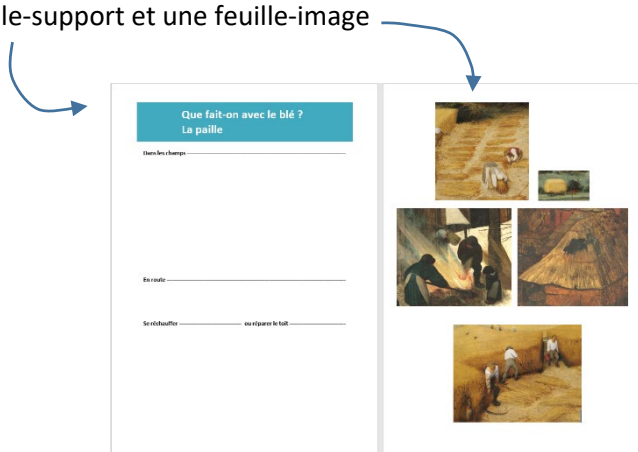 le-support et une feuille-image
Que fait-on avec le blé ?
La paille
Dans les champs
En route
Se réchauffer ou réparer le toit